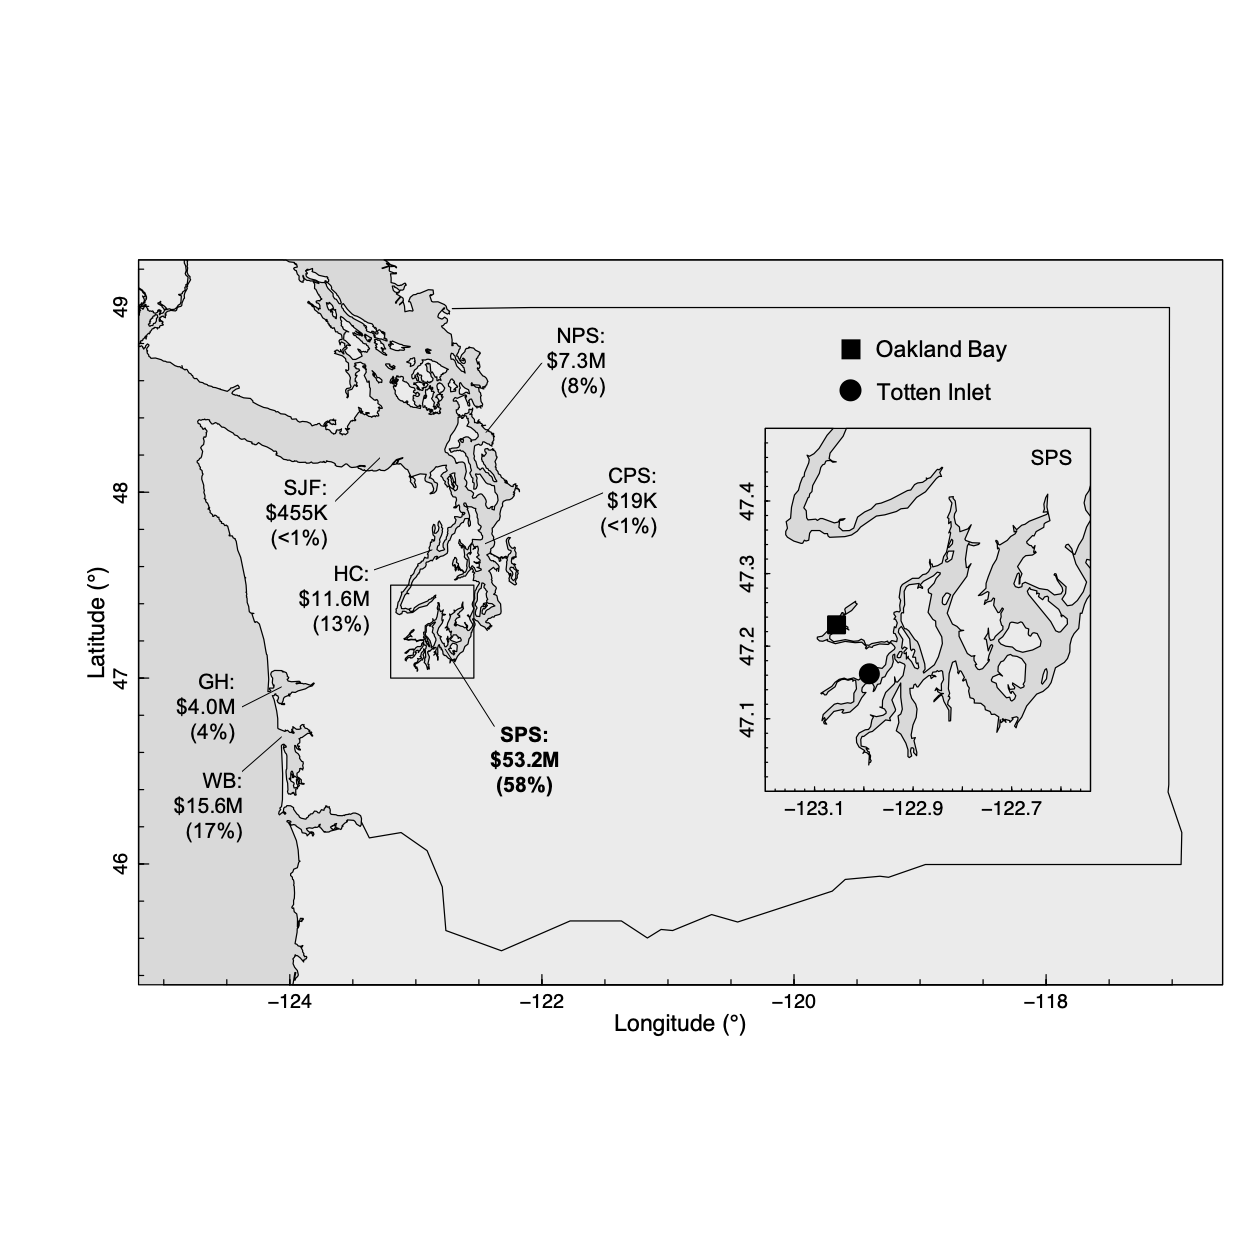 NPS:
$7.3M
(8%)
Oakland Bay
Totten Inlet
SPS
CPS:
$19K
(<1%)
SJF:
$455K
(<1%)
HC:
$11.6M
(13%)
GH:
$4.0M
(4%)
WB:
$15.6M
(17%)
SPS:
$53.2M
(58%)
47.4
47.3
47.2
47.1
−123.1
−122.9
−122.7
49
48
47
46
Latitude (°)
−124
−122
−120
−118
Longitude (°)